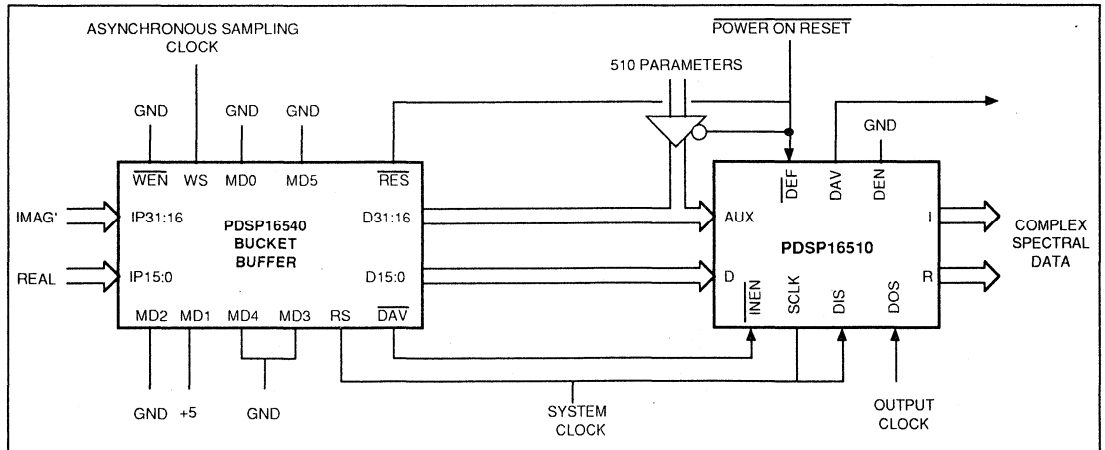 ASYNCHRONOUS SAMPLING
CLOCK
POWER ON RESET
510 PARAMETERS
GND GND GND GND
WEN WS MD0 MD5 RES
DEF DAV DEN
IMAG' IP31:16 PDSP16540 D31:16 AUX I
BUCKET
BUFFER
PDSP16510
COMPLEX
SPECTRAL
DATA
REAL IP15:0 D15:0 D R
INEN SCLK DIS DOS
MD2 MD1 MD4 MD3 RS DAV
GND +5 GND
SYSTEM
CLOCK
OUTPUT
CLOCK